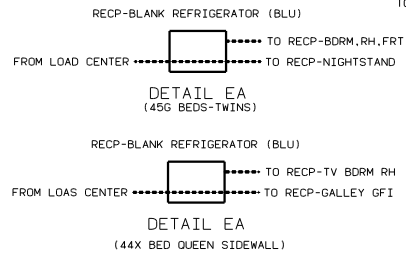 TO
RECP-BLANK REFRIGERATOR (BLU)
TO RECP-BDRM,RH,FRT
FROM LOAD CENTER
TO RECP-NIGHTSTAND
DETAIL EA
(45G BEDS-TWINS)
RECP-BLANK REFRIGERATOR (BLU)
TO RECP-TV BDRM RH
FROM LOAS CENTER
TO RECP-GALLEY GFI
DETAIL EA
(44X BED QUEEN SIDEWALL)